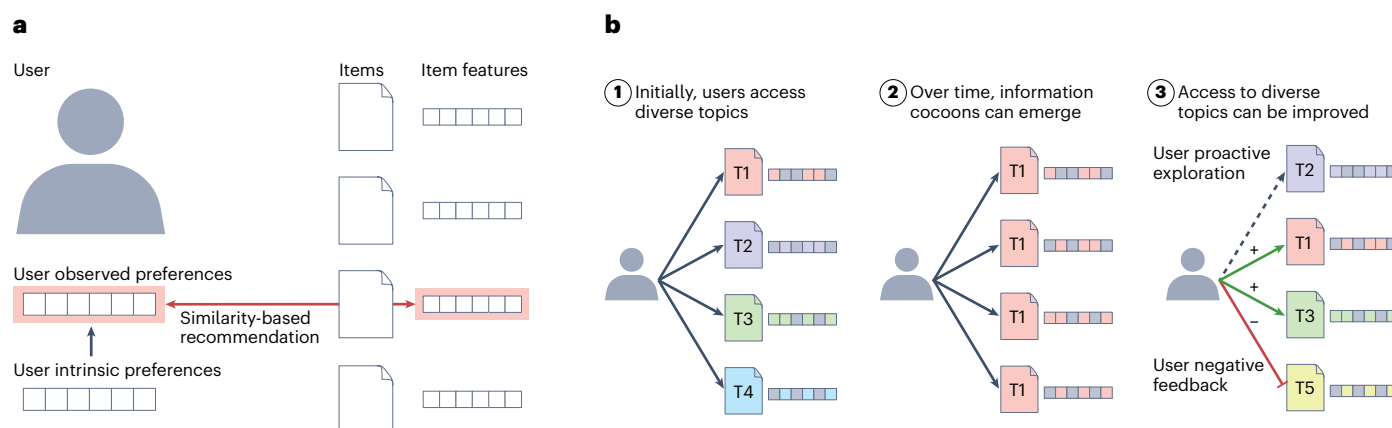 a
User
Items
Item features
User observed preferences
Similarity-based
recommendation
User intrinsic preferences
b
1 Initially, users access
diverse topics
T1
T2
T3
T4
2 Over time, information
cocoons can emerge
T1
T1
T1
T1
3 Access to diverse
topics can be improved
User proactive
exploration
T2
+
T1
+
T3
–
User negative
feedback
T5